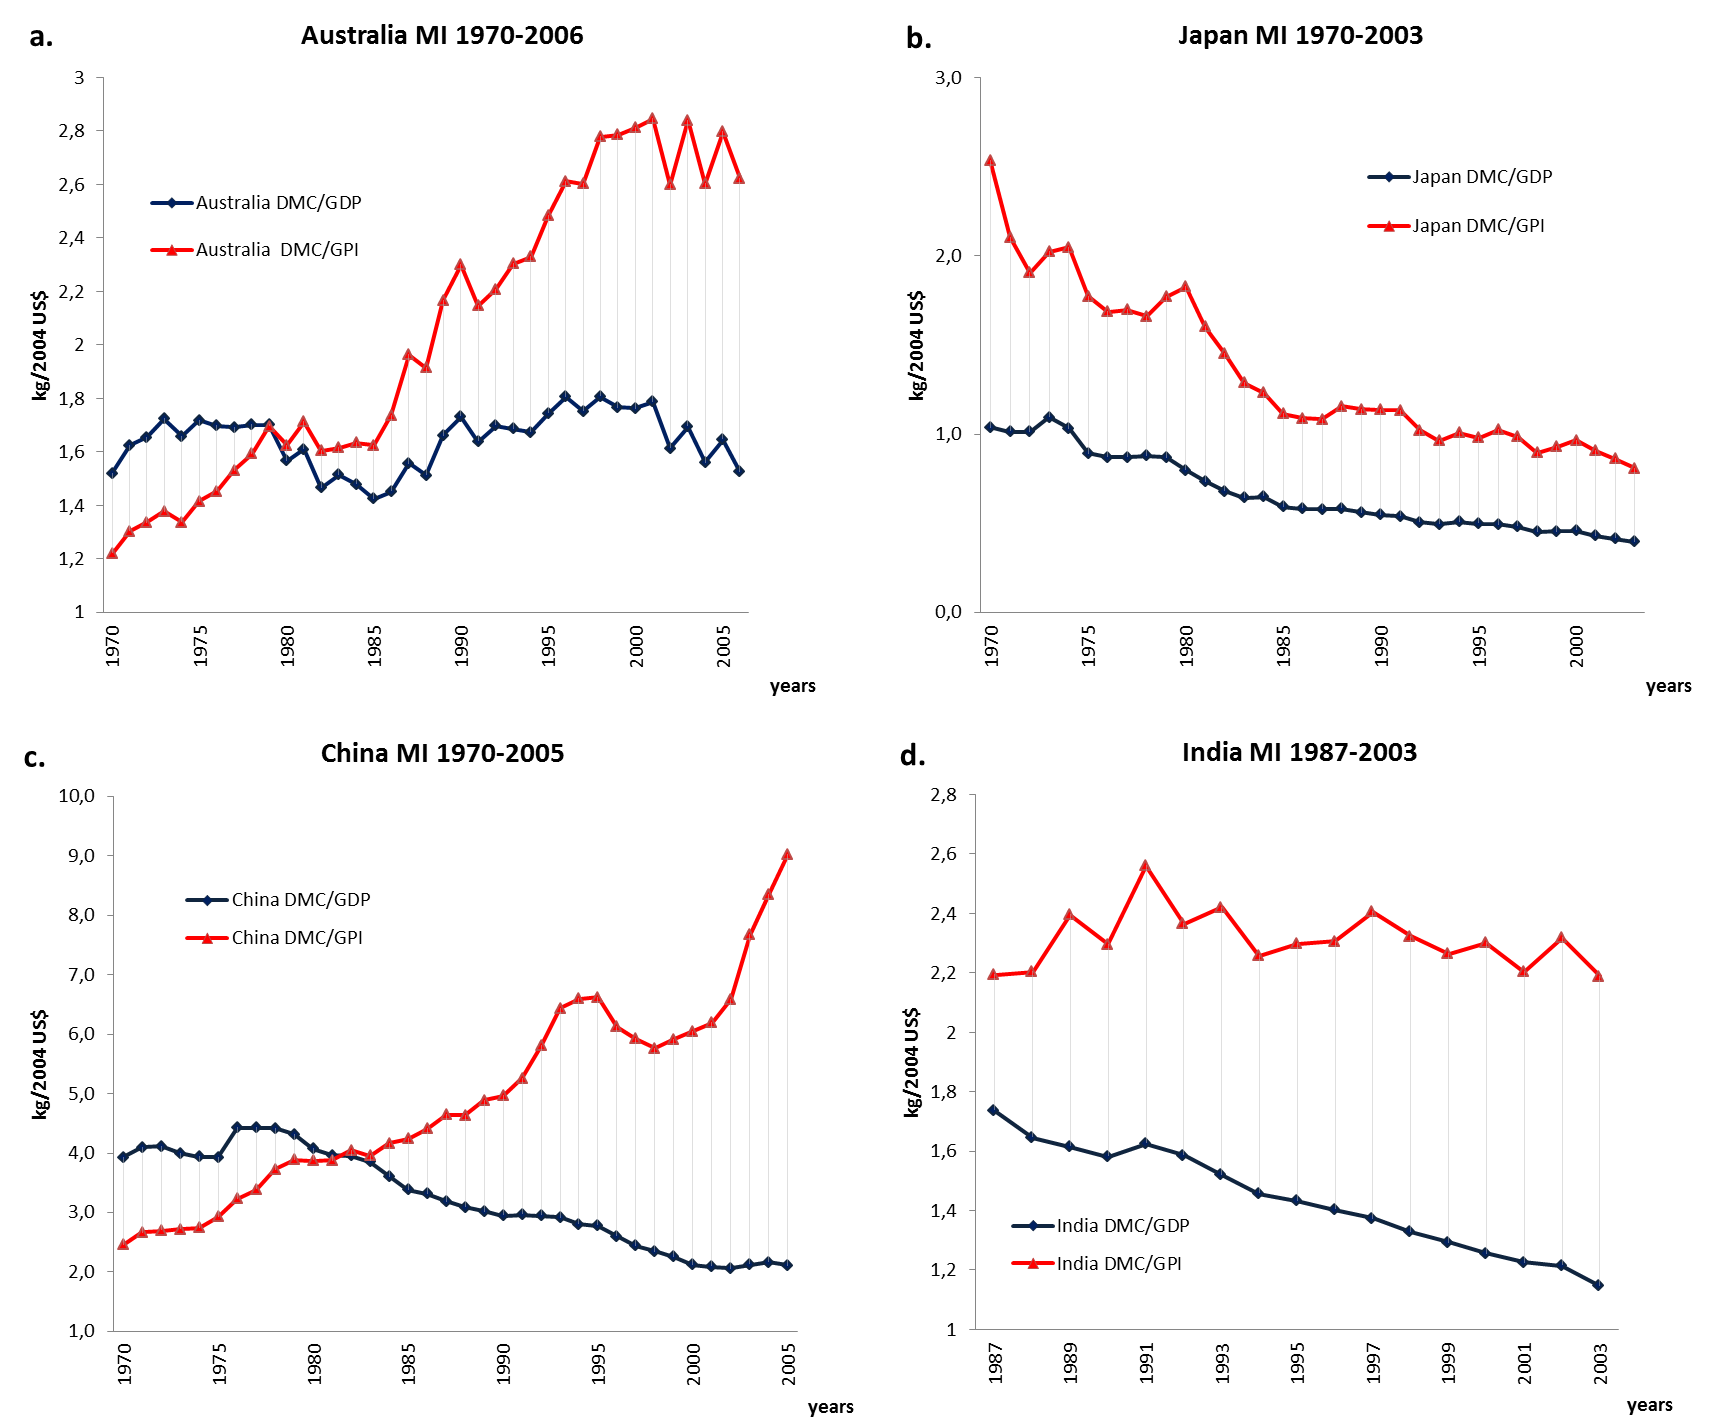 a.
Australia MI 1970-2006
3
2,8
2,6
2,4
2,2
2
1,8
1,6
1,4
1,2
1
kg/2004 US$
Australia DMC/GDP
Australia  DMC/GPI
1970
1975
1980
1985
1990
1995
2000
2005
years
b.
Japan MI 1970-2003
3,0
2,0
1,0
0,0
kg/2004 US$
Japan DMC/GDP
Japan DMC/GPI
1970
1975
1980
1985
1990
1995
2000
years
c.
China MI 1970-2005
10,0
9,0
8,0
7,0
6,0
5,0
4,0
3,0
2,0
1,0
kg/2004 US$
China DMC/GDP
China DMC/GPI
1970
1975
1980
1985
1990
1995
2000
2005
years
d.
India MI 1987-2003
2,8
2,6
2,4
2,2
2
1,8
1,6
1,4
1,2
1
kg/2004 US$
India DMC/GDP
India DMC/GPI
1987
1989
1991
1993
1995
1997
1999
2001
2003
years